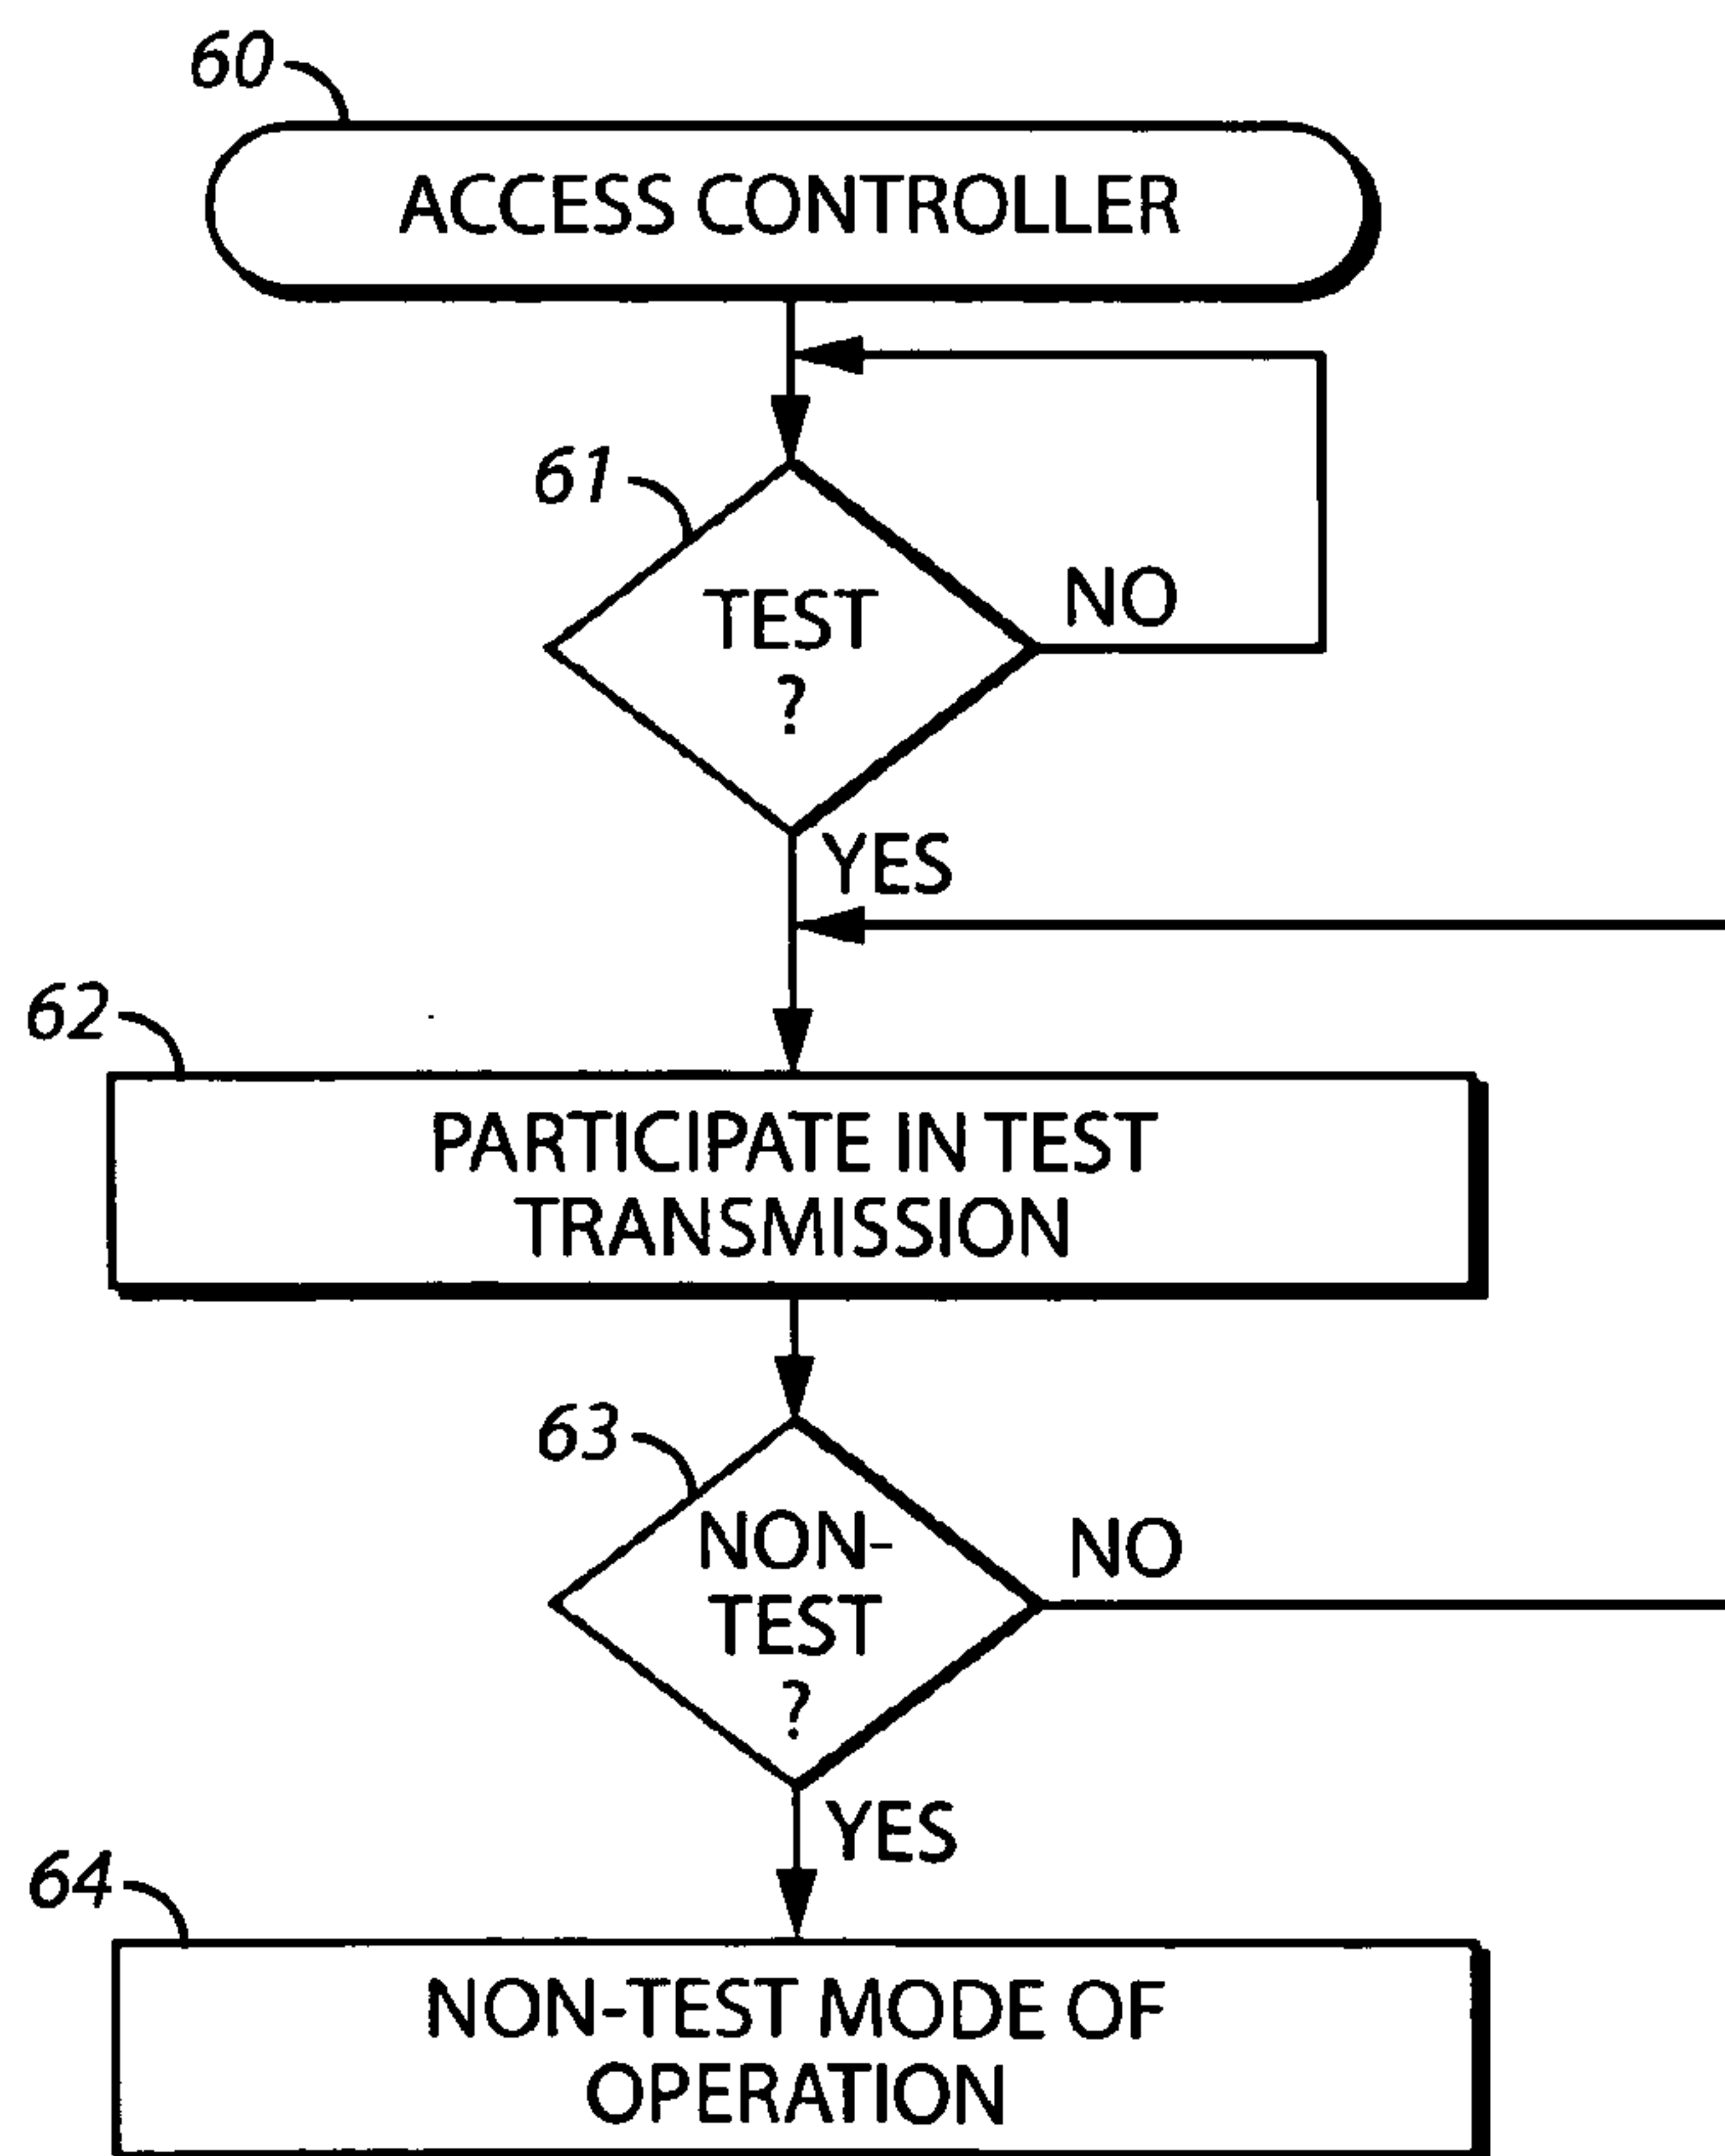 60
ACCESS CONTROLLER
61
TEST
?
NO
YES
62
PARTICIPATE IN TEST
TRANSMISSION
63
NON-
TEST
?
NO
YES
64
NON-TEST MODE OF
OPERATION